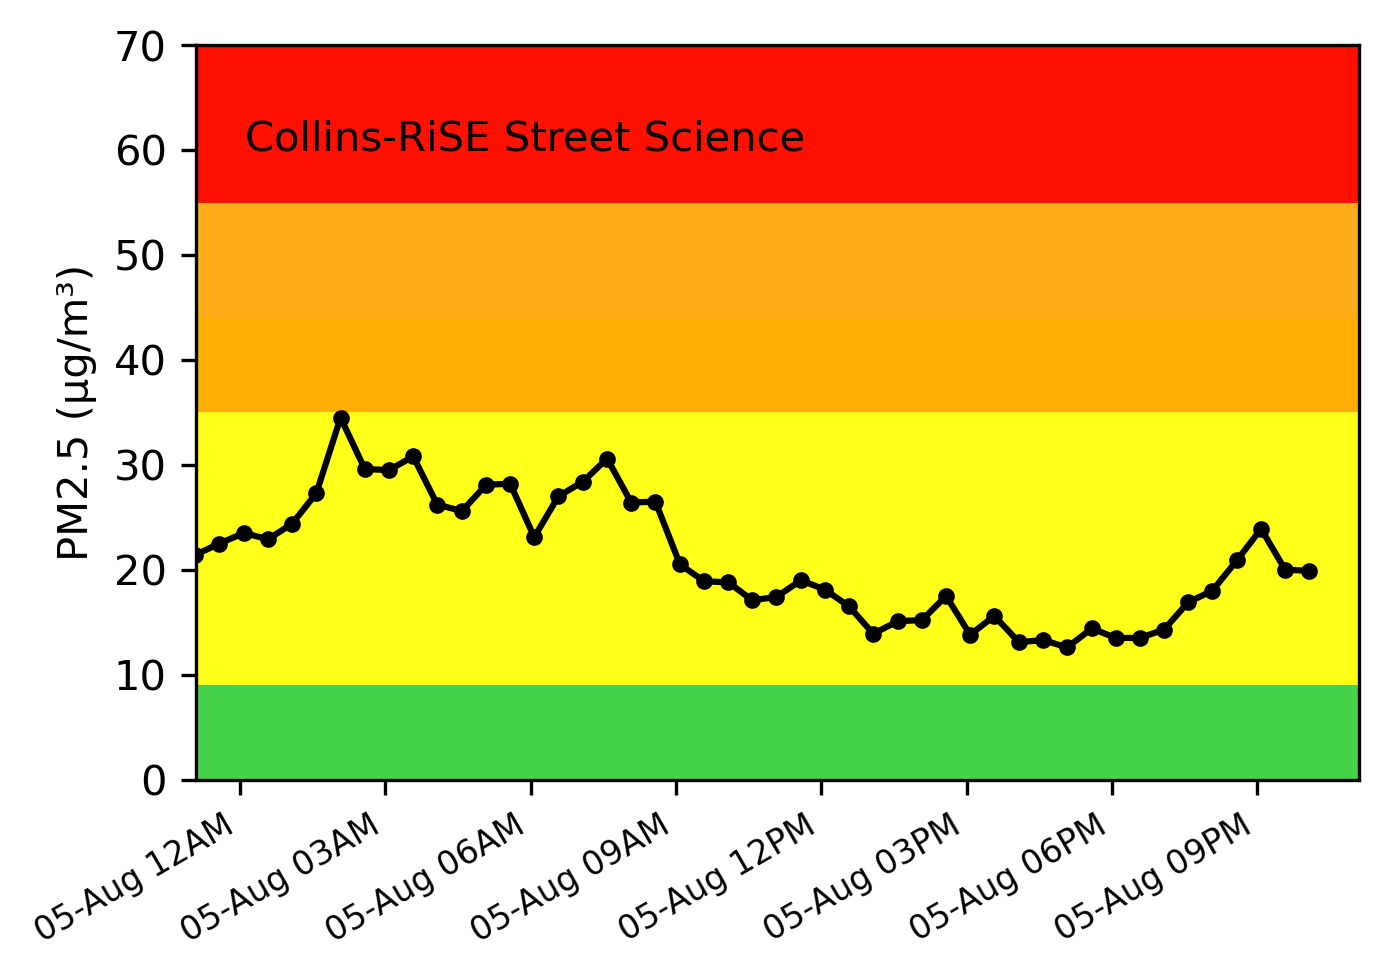 70
Collins-RiSE Street Science
60
50
40
30
20
10
0
PM2.5 (µg/m³)
05-Aug 12AM
05-Aug 03AM
05-Aug 06AM
05-Aug 09AM
05-Aug 12PM
05-Aug 03PM
05-Aug 06PM
05-Aug 09PM